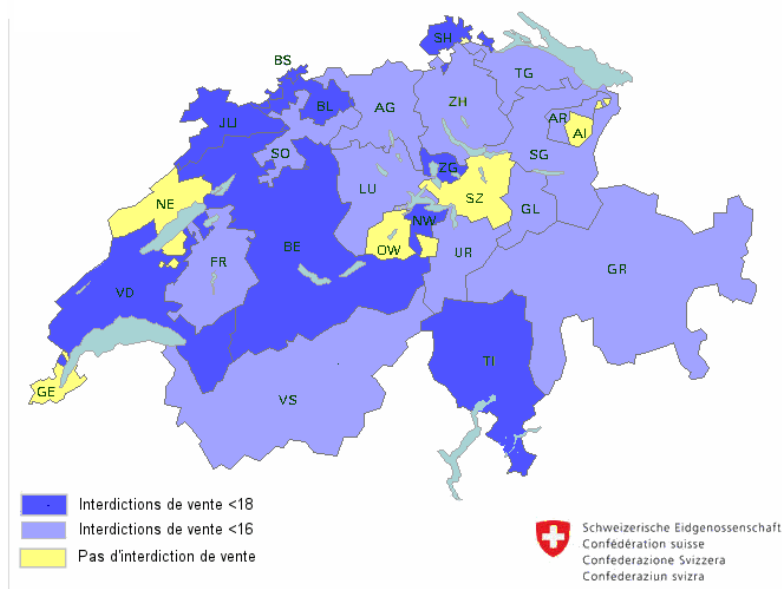 SH
BS
TG
BL
AG
ZH
JU
AR
AI
SO
SG
ZG
LU
SZ
NE
GL
NW
OW
BE
UR
FR
GR
VD
TI
GE
VS
Interdictions de vente <18
Interdictions de vente <16
Pas d'interdiction de vente
Schweizerische Eidgenossenschaft
Confédération suisse
Confederazione Svizzera
Confederaziun svizra